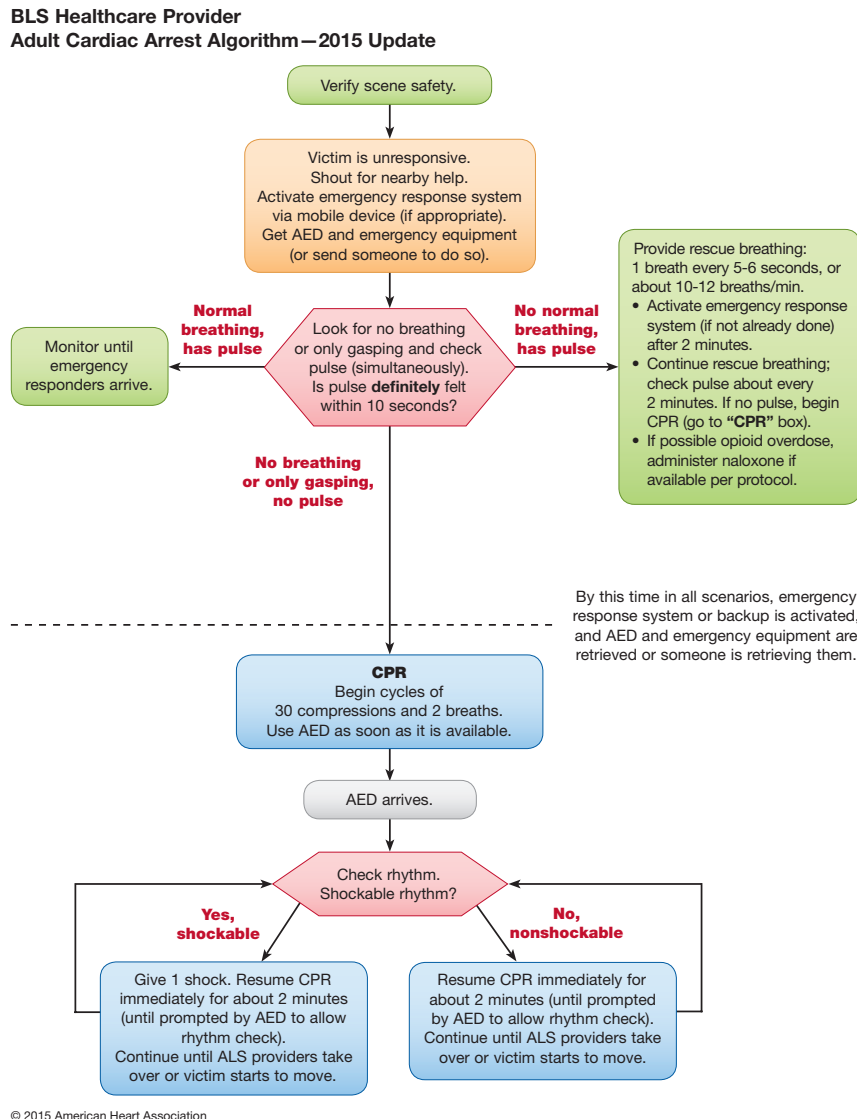 BLS Healthcare Provider
Adult Cardiac Arrest Algorithm—2015 Update
Verify scene safety.
Victim is unresponsive.
Shout for nearby help.
Activate emergency response system
via mobile device (if appropriate).
Get AED and emergency equipment
(or send someone to do so).
Normal
breathing,
has pulse
Look for no breathing
or only gasping and check
pulse (simultaneously).
Is pulse definitely felt
within 10 seconds?
No normal
breathing,
has pulse
Monitor until
emergency
responders arrive.
Provide rescue breathing:
1 breath every 5-6 seconds, or
about 10-12 breaths/min.
• Activate emergency response
system (if not already done)
after 2 minutes.
• Continue rescue breathing;
check pulse about every
2 minutes. If no pulse, begin
CPR (go to “CPR” box).
• If possible opioid overdose,
administer naloxone if
available per protocol.
No breathing
or only gasping,
no pulse
By this time in all scenarios, emergency
response system or backup is activated,
and AED and emergency equipment are
retrieved or someone is retrieving them.
CPR
Begin cycles of
30 compressions and 2 breaths.
Use AED as soon as it is available.
AED arrives.
Check rhythm.
Shockable rhythm?
Yes,
shockable
No,
nonshockable
Give 1 shock. Resume CPR
immediately for about 2 minutes
(until prompted by AED to allow
rhythm check).
Continue until ALS providers take
over or victim starts to move.
Resume CPR immediately for
about 2 minutes (until prompted
by AED to allow rhythm check).
Continue until ALS providers take
over or victim starts to move.
© 2015 American Heart Association